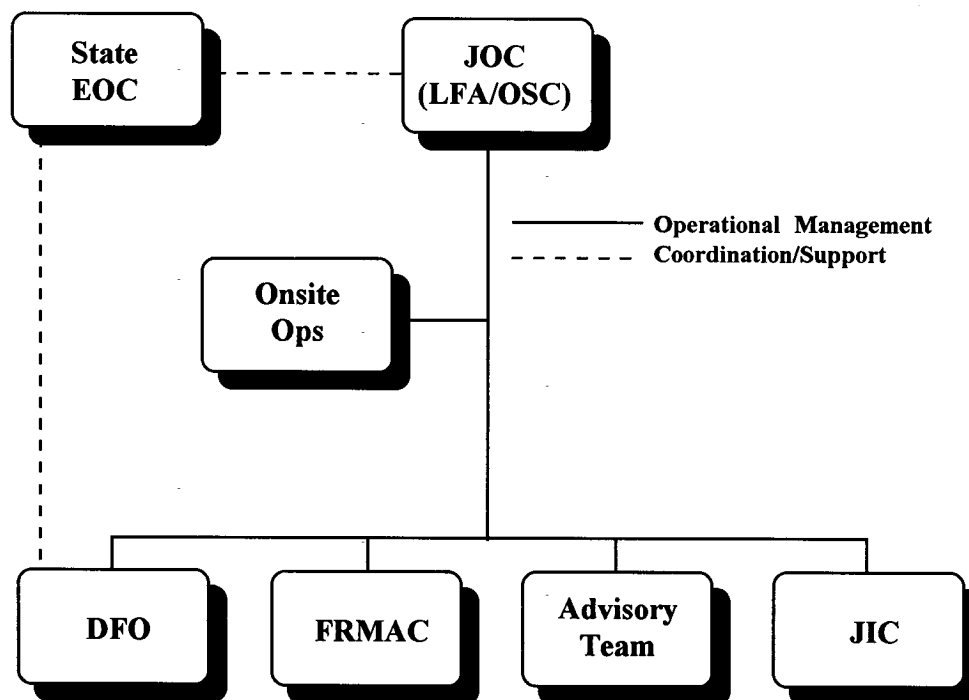 State
EOC
JOC
(LFA/OSC)
Operational Management
Coordination/Support
Onsite
Ops
DFO
FRMAC
Advisory
Team
JIC